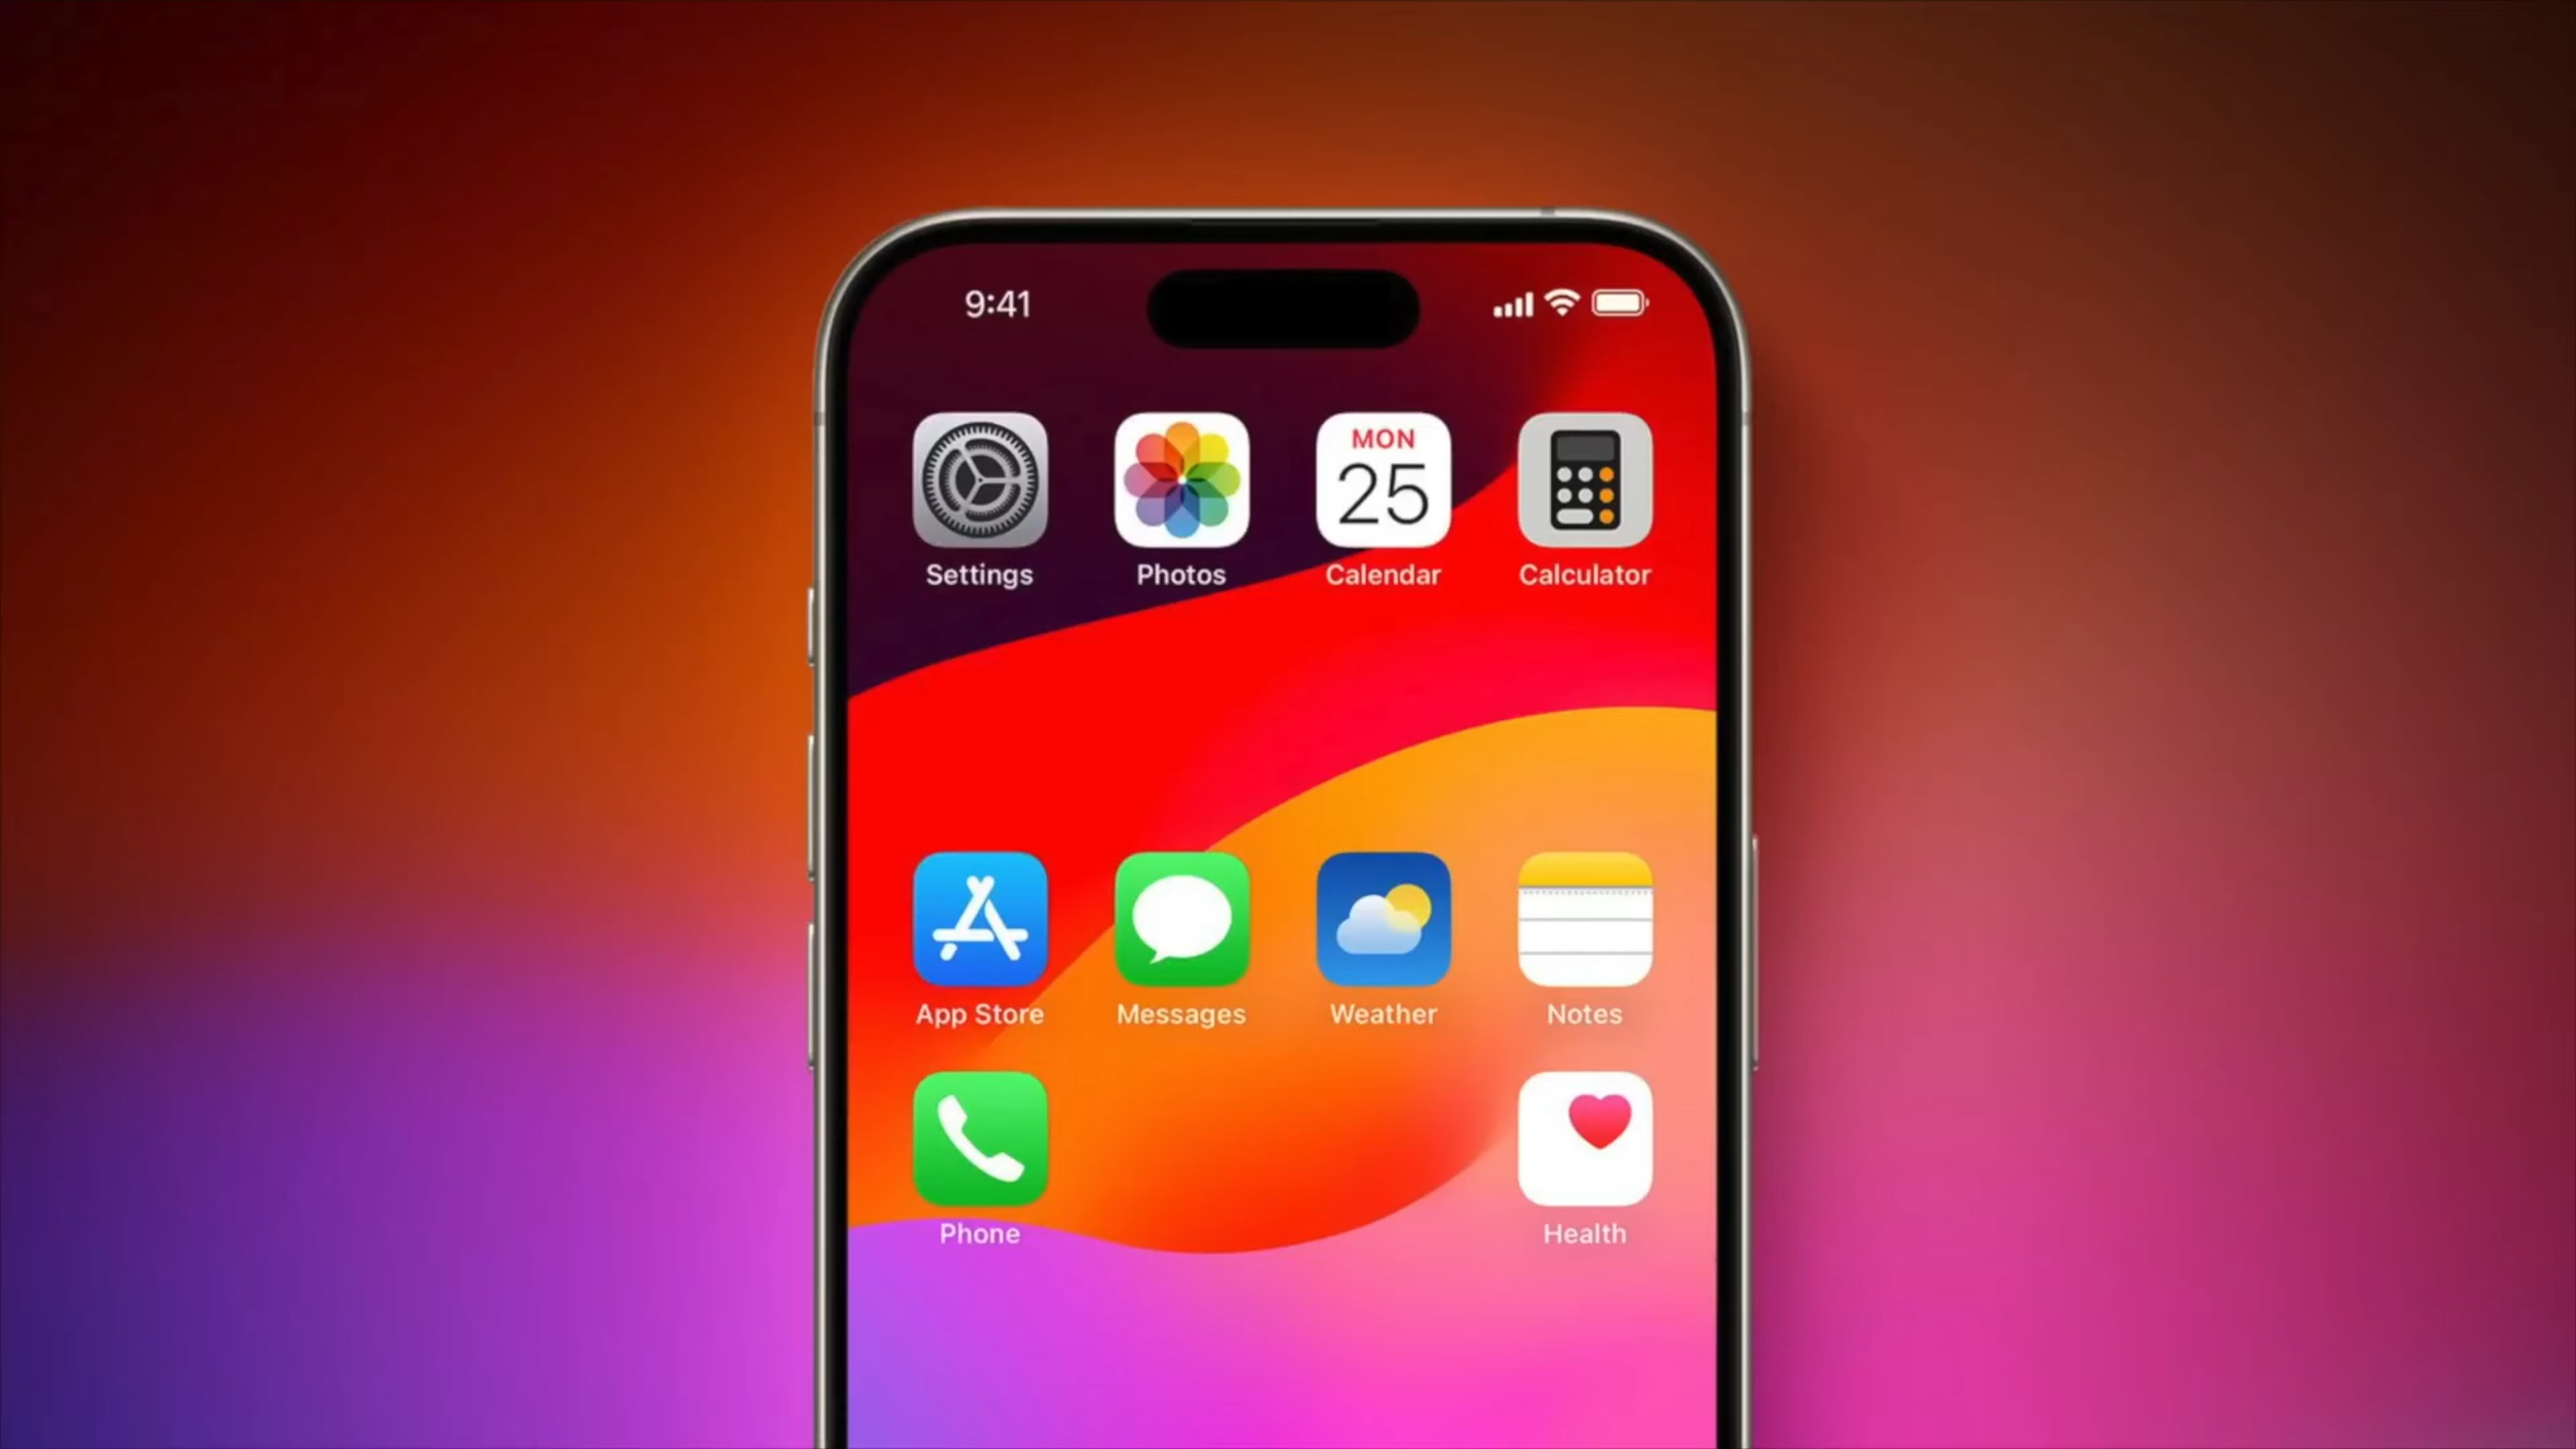 9:41
MON
25
Settings Photos Calendar Calculator
App Store Messages Weather Notes
Phone Health